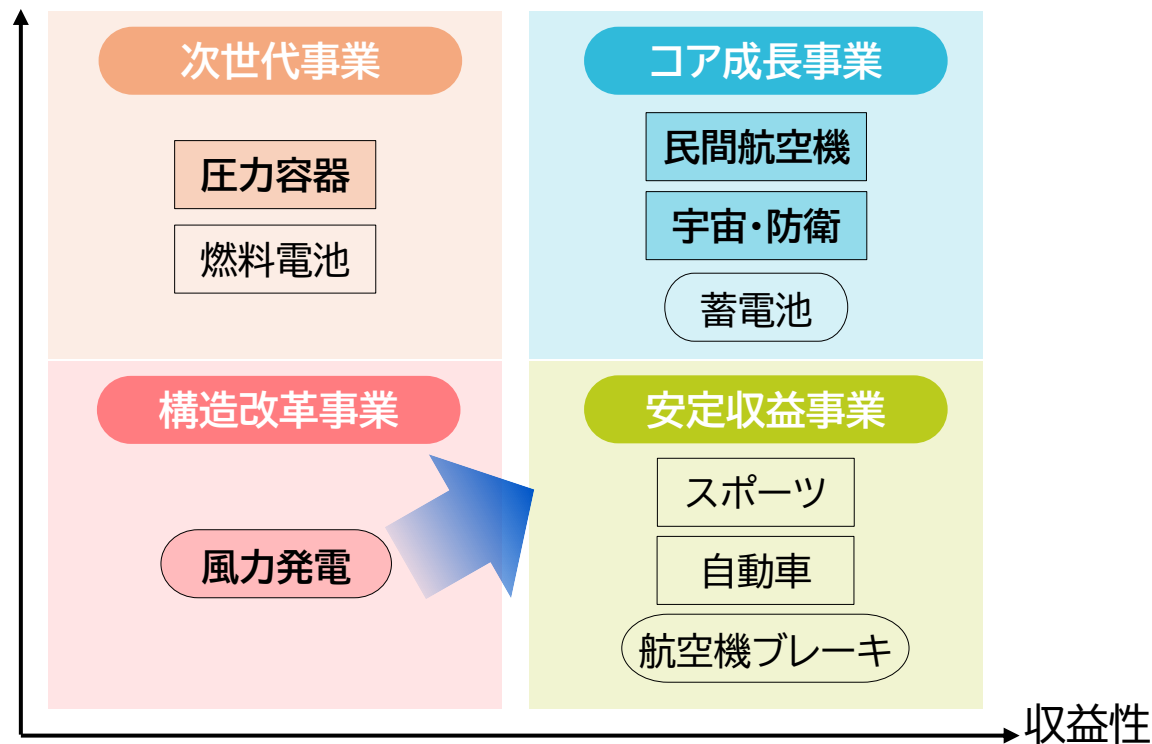 次世代事業
圧力容器
燃料電池
コア成長事業
民間航空機
宇宙・防衛
蓄電池
構造改革事業
風力発電
安定収益事業
スポーツ
自動車
航空機ブレーキ
収益性